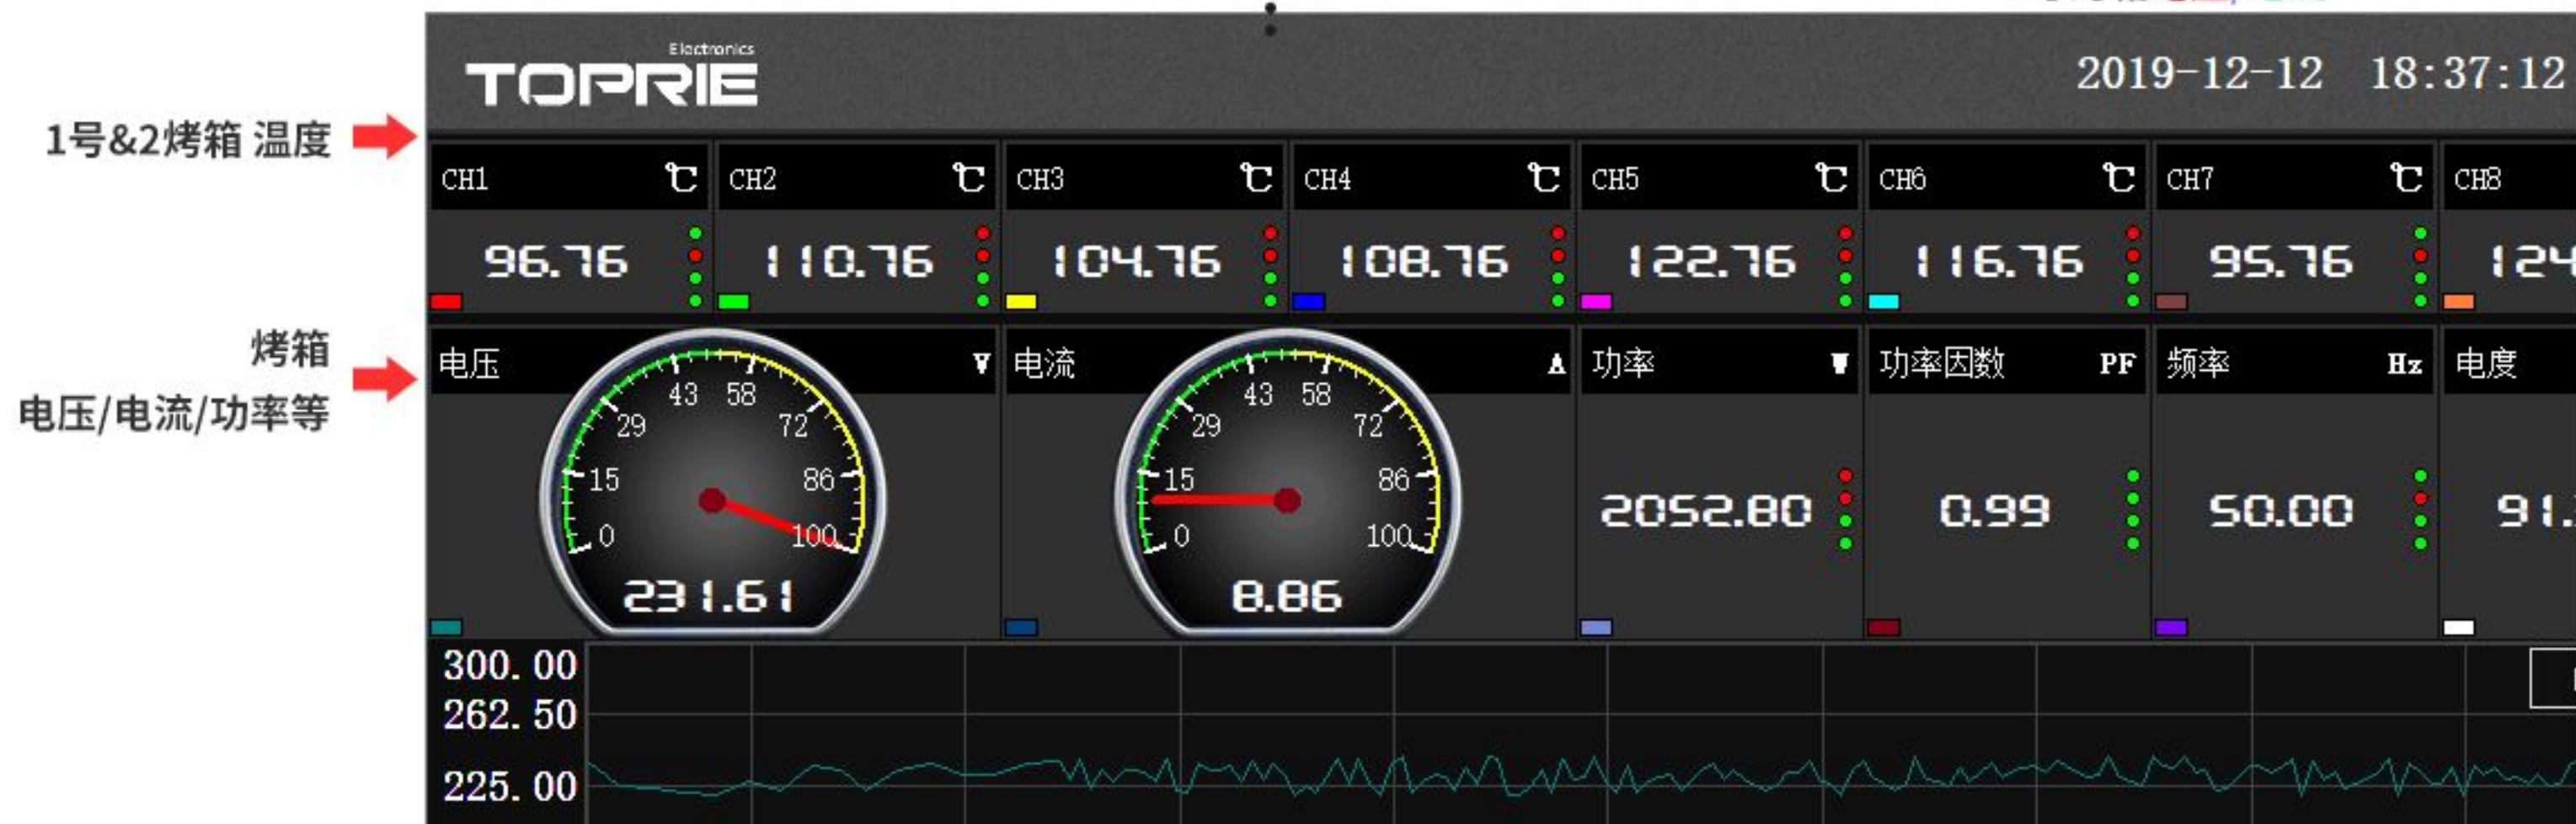 Electronics
TOPRIE
2019-12-12 18:37:12
1号&2烤箱 温度
CH1 ℃ CH2 ℃ CH3 ℃ CH4 ℃ CH5 ℃ CH6 ℃ CH7 ℃ CH8
96.76 110.76 104.76 108.76 122.76 116.76 95.76 124
烤箱
电压/电流/功率等
电压 V 电流 A 功率 W 功率因数 PF 频率 Hz 电度
0 15 29 43 58 72 86 100
0 15 29 43 58 72 86 100
231.61 8.86 2052.80 0.99 50.00 91.
300.00
262.50
225.00